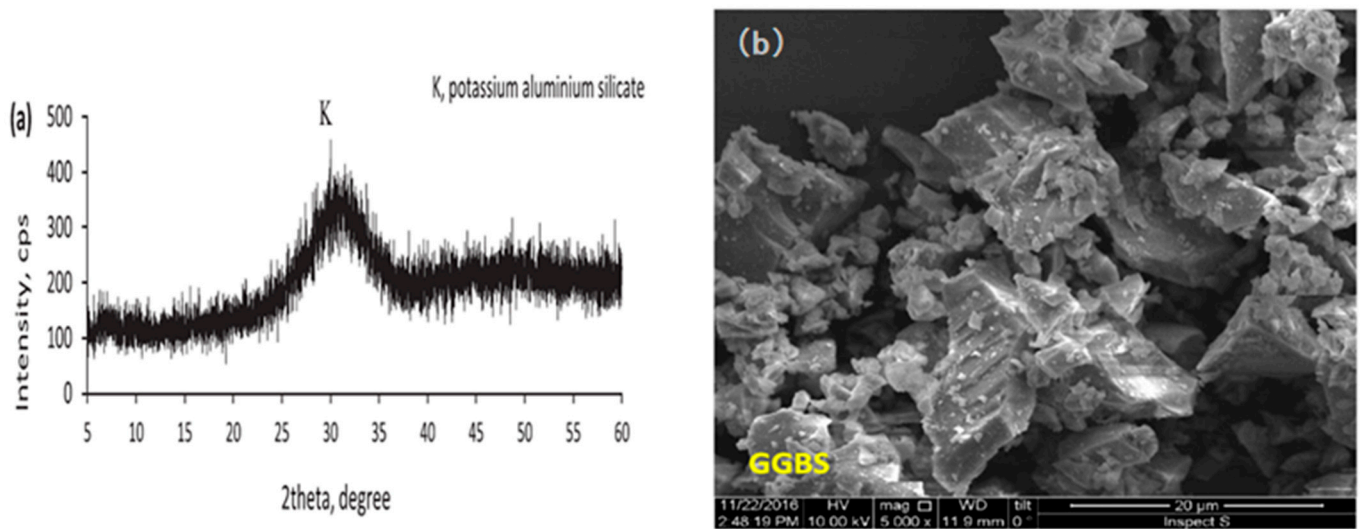 K, potassium aluminium silicate
(a)
K
500
400
300
200
100
0
Intensity, cps
5 10 15 20 25 30 35 40 45 50 55 60
2theta, degree
(b)
GGBS
11/22/2016 HV mag WD tilt 20 µm
2:48:19 PM 10.00 kV 5 000 x 11.9 mm 0° Inspect S